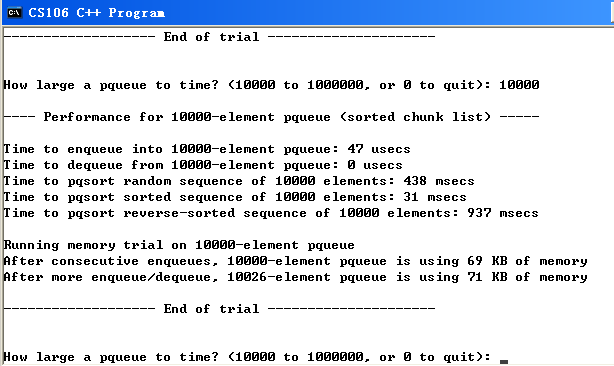 CS106 C++ Program
------------------- End of trial ---------------------
How large a pqueue to time? (10000 to 1000000, or 0 to quit): 10000
---- Performance for 10000-element pqueue (sorted chunk list) -----
Time to enqueue into 10000-element pqueue: 47 usecs
Time to dequeue from 10000-element pqueue: 0 usecs
Time to pqsort random sequence of 10000 elements: 438 msecs
Time to pqsort sorted sequence of 10000 elements: 31 msecs
Time to pqsort reverse-sorted sequence of 10000 elements: 937 msecs
Running memory trial on 10000-element pqueue
After consecutive enqueues, 10000-element pqueue is using 69 KB of memory
After more enqueue/dequeue, 10026-element pqueue is using 71 KB of memory
------------------- End of trial ---------------------
How large a pqueue to time? (10000 to 1000000, or 0 to quit): _